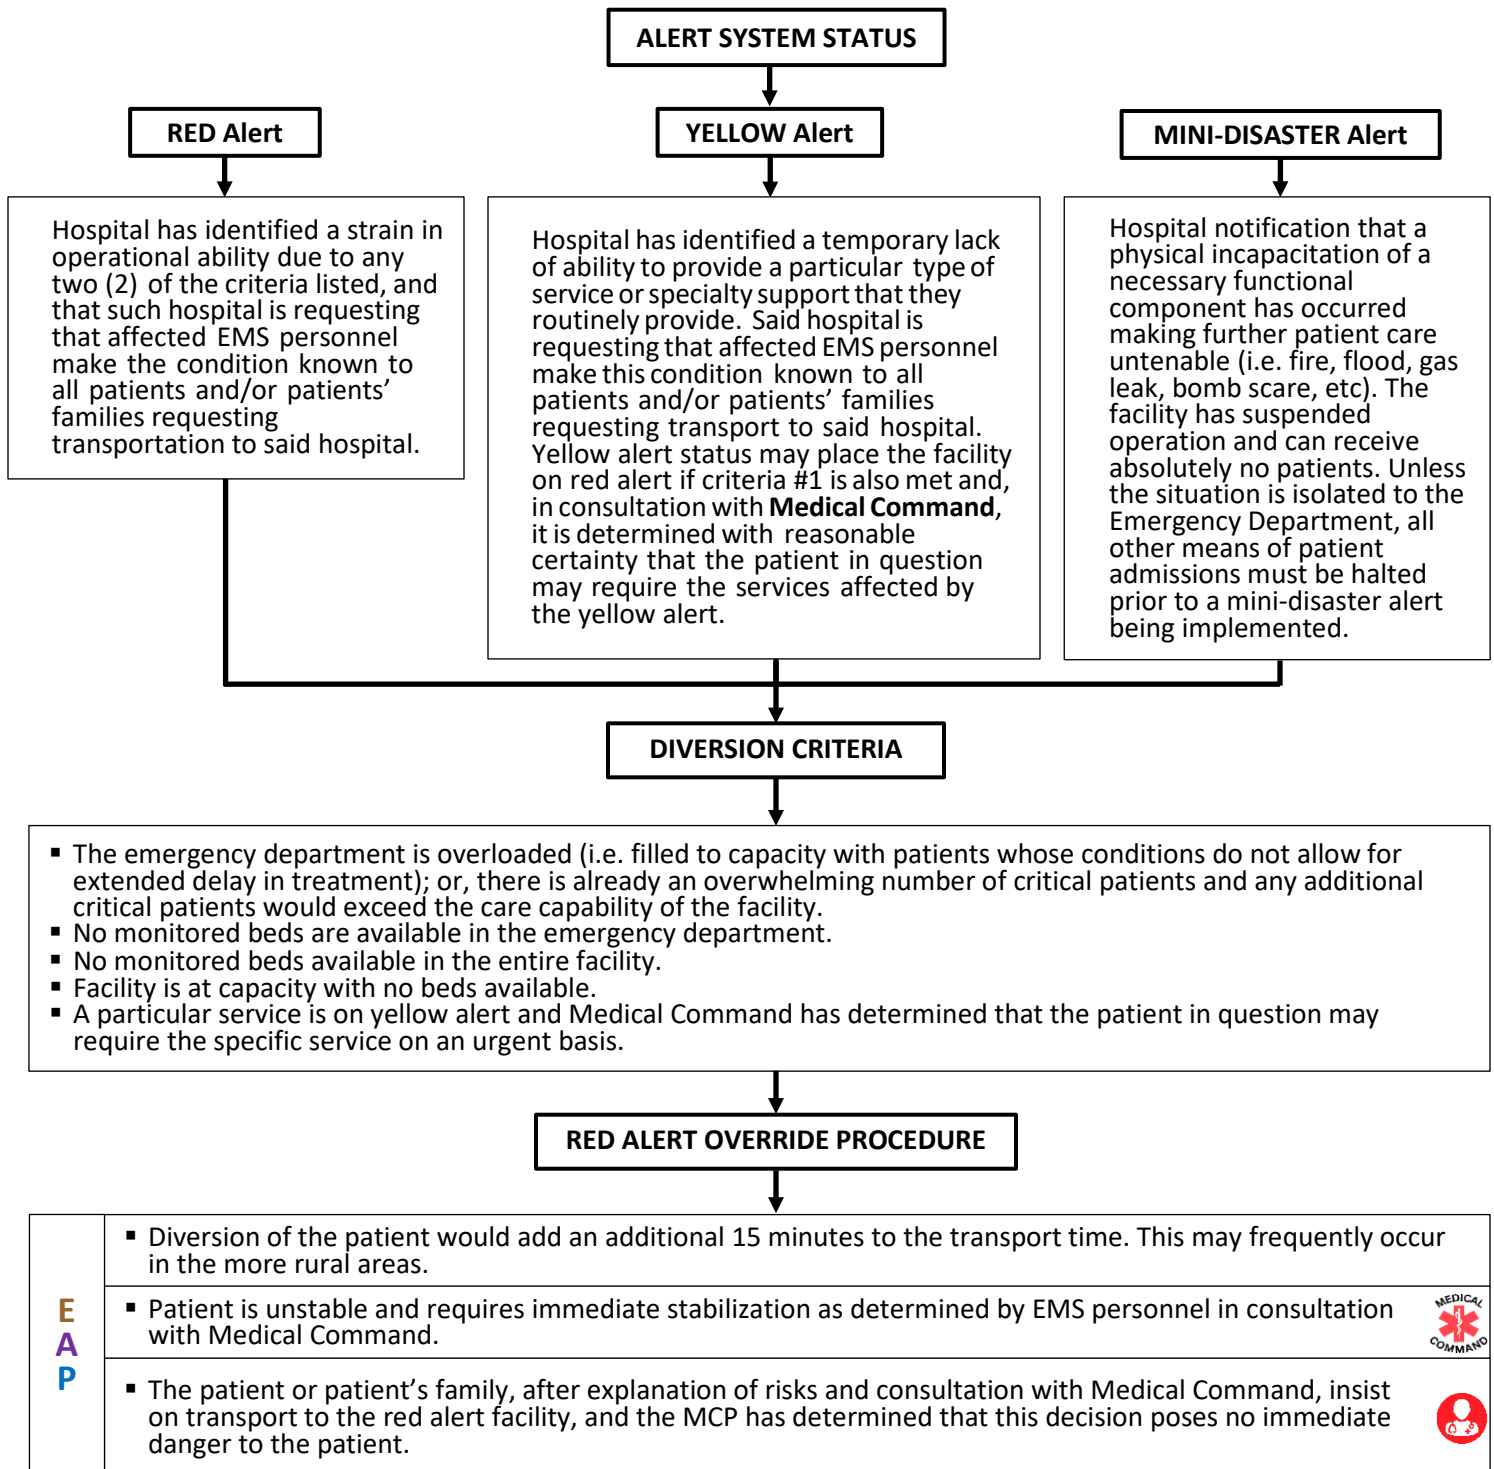 ALERT SYSTEM STATUS
RED Alert
YELLOW Alert
MINI-DISASTER Alert
Hospital has identified a strain in
operational ability due to any
two (2) of the criteria listed, and
that such hospital is requesting
that affected EMS personnel
make the condition known to
all patients and/or patients’
families requesting
transportation to said hospital.
Hospital has identified a temporary lack
of ability to provide a particular type of
service or specialty support that they
routinely provide. Said hospital is
requesting that affected EMS personnel
make this condition known to all
patients and/or patients’ families
requesting transport to said hospital.
Yellow alert status may place the facility
on red alert if criteria #1 is also met and,
in consultation with Medical Command,
it is determined with reasonable
certainty that the patient in question
may require the services affected by
the yellow alert.
Hospital notification that a
physical incapacitation of a
necessary functional
component has occurred
making further patient care
untenable (i.e. fire, flood, gas
leak, bomb scare, etc). The
facility has suspended
operation and can receive
absolutely no patients. Unless
the situation is isolated to the
Emergency Department, all
other means of patient
admissions must be halted
prior to a mini-disaster alert
being implemented.
DIVERSION CRITERIA
▪ The emergency department is overloaded (i.e. filled to capacity with patients whose conditions do not allow for
extended delay in treatment); or, there is already an overwhelming number of critical patients and any additional
critical patients would exceed the care capability of the facility.
▪ No monitored beds are available in the emergency department.
▪ No monitored beds available in the entire facility.
▪ Facility is at capacity with no beds available.
▪ A particular service is on yellow alert and Medical Command has determined that the patient in question may
require the specific service on an urgent basis.
RED ALERT OVERRIDE PROCEDURE
E
A
P
▪ Diversion of the patient would add an additional 15 minutes to the transport time. This may frequently occur
in the more rural areas.
▪ Patient is unstable and requires immediate stabilization as determined by EMS personnel in consultation
with Medical Command.
MEDICAL
COMMAND
▪ The patient or patient’s family, after explanation of risks and consultation with Medical Command, insist
on transport to the red alert facility, and the MCP has determined that this decision poses no immediate
danger to the patient.